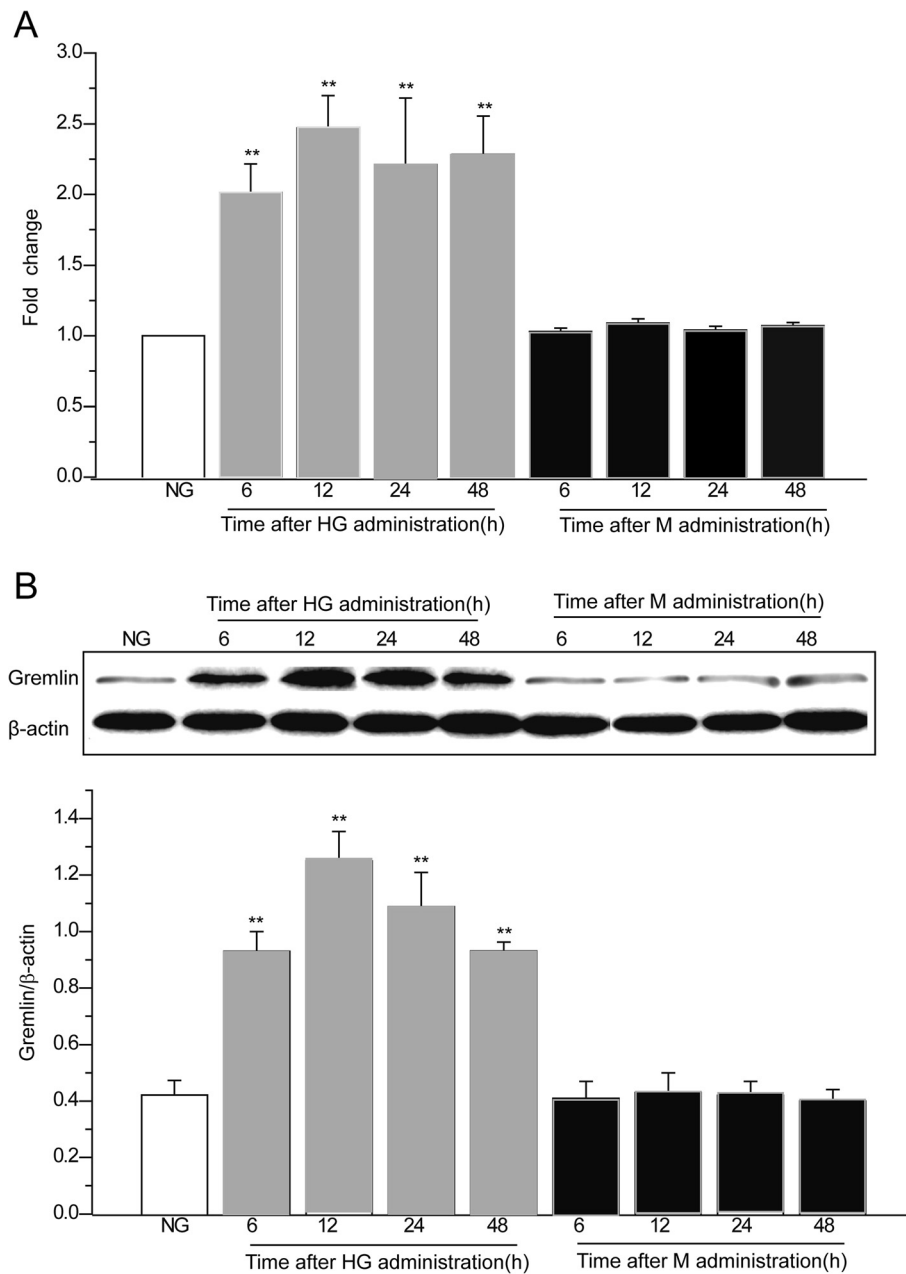 A
3.0
2.5
2.0
1.5
1.0
0.5
0.0
Fold change
** ** ** **
NG 6 12 24 48 6 12 24 48
Time after HG administration(h) Time after M administration(h)
B
Time after HG administration(h) Time after M administration(h)
NG 6 12 24 48 6 12 24 48
Gremlin
β-actin
1.4
1.2
1.0
0.8
0.6
0.4
0.2
0.0
Gremlin/β-actin
** ** ** **
NG 6 12 24 48 6 12 24 48
Time after HG administration(h) Time after M administration(h)